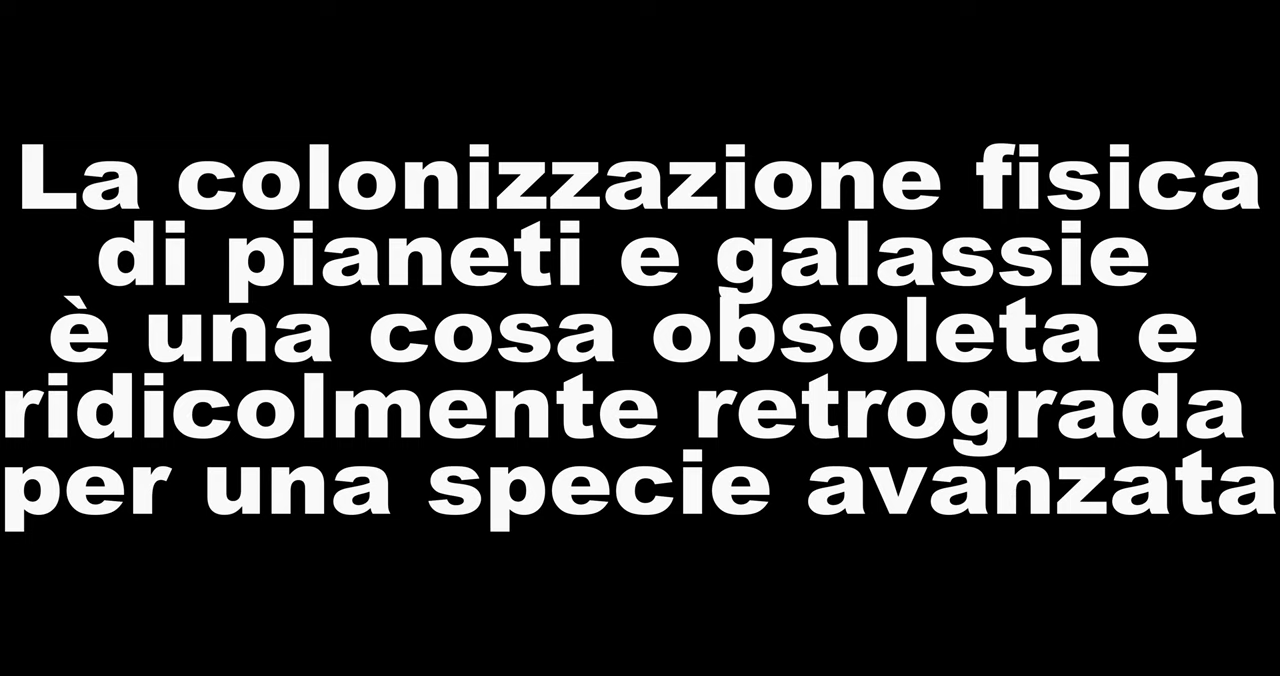 La colonizzazione fisica
di pianeti e galassie
è una cosa obsoleta e
ridicolmente retrograda
per una specie avanzata